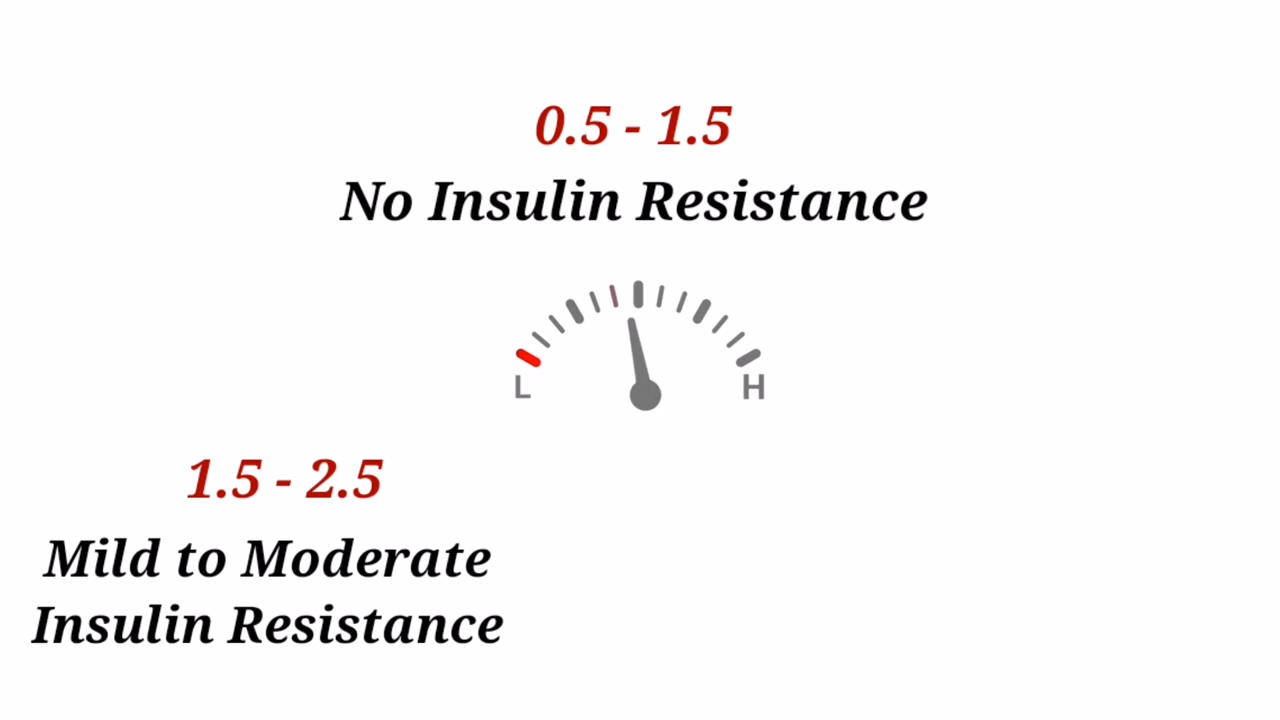 0.5 - 1.5
No Insulin Resistance
L H
1.5 - 2.5
Mild to Moderate
Insulin Resistance